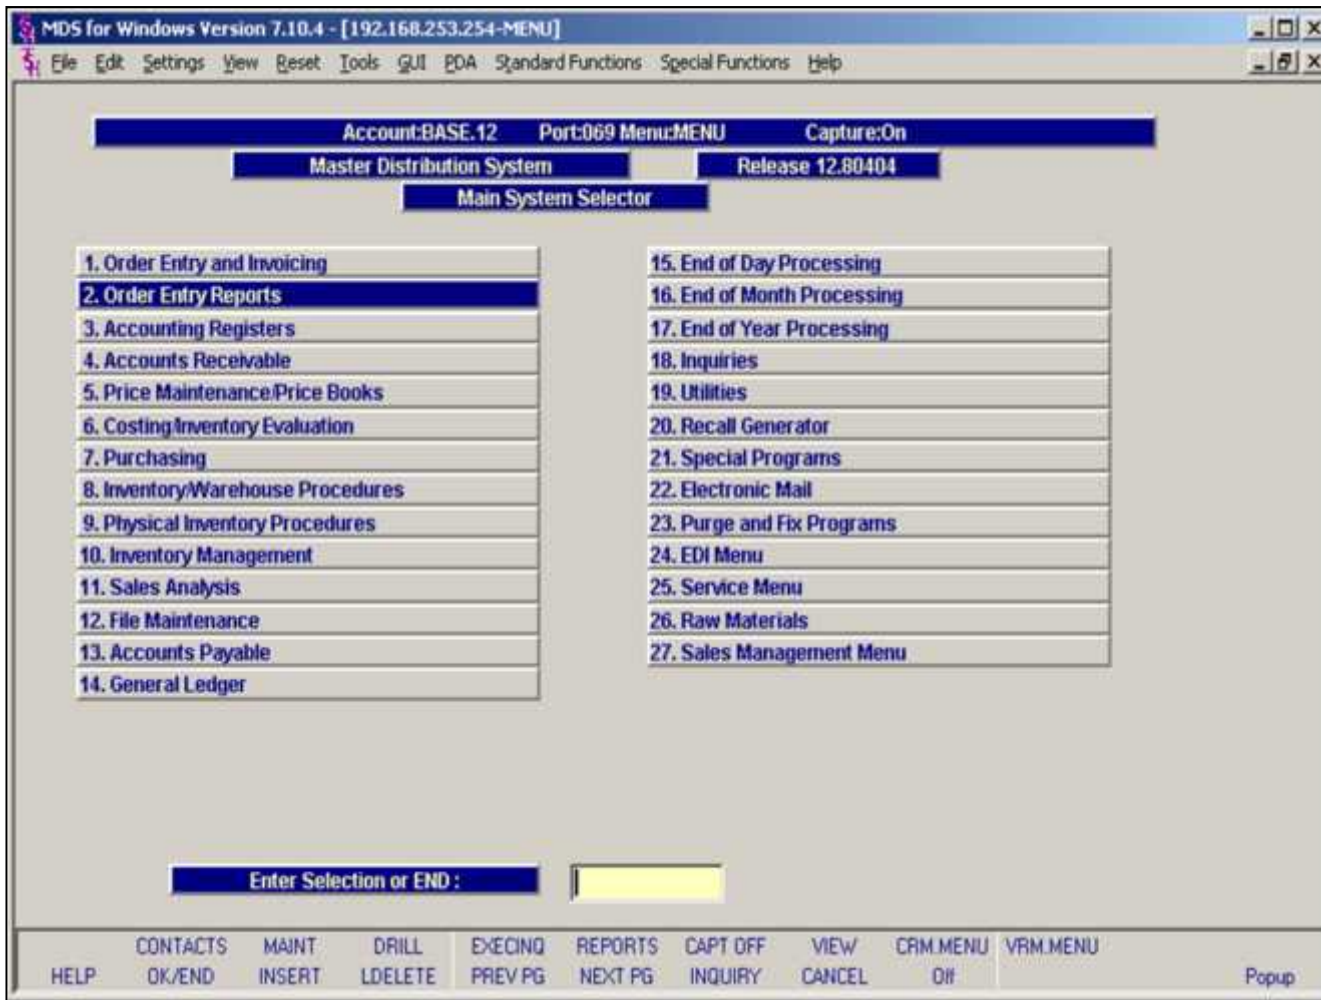 MDS for Windows Version 7.10.4 - [192.168.253.254-MENU]
File Edit Settings View Reset Tools GUI PDA Standard Functions Special Functions Help
Account:BASE.12 Port:069 Menu:MENU Capture:On
Master Distribution System Release 12.80404
Main System Selector
1. Order Entry and Invoicing
2. Order Entry Reports
3. Accounting Registers
4. Accounts Receivable
5. Price Maintenance/Price Books
6. Costing/Inventory Evaluation
7. Purchasing
8. Inventory/Warehouse Procedures
9. Physical Inventory Procedures
10. Inventory Management
11. Sales Analysis
12. File Maintenance
13. Accounts Payable
14. General Ledger
15. End of Day Processing
16. End of Month Processing
17. End of Year Processing
18. Inquiries
19. Utilities
20. Recall Generator
21. Special Programs
22. Electronic Mail
23. Purge and Fix Programs
24. EDI Menu
25. Service Menu
26. Raw Materials
27. Sales Management Menu
Enter Selection or END :
CONTACTS MAINT DRILL EXECINQ REPORTS CAPT OFF VIEW CRM.MENU VRM.MENU
HELP OK/END INSERT LDELETE PREV PG NEXT PG INQUIRY CANCEL Off Popup